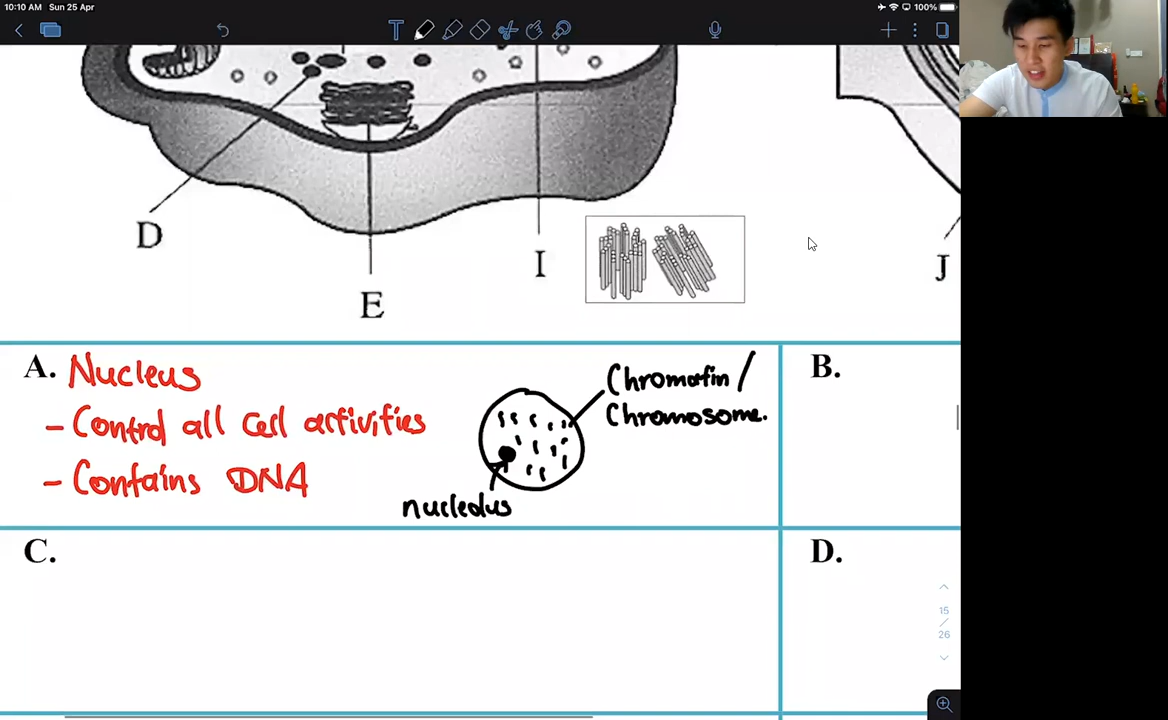 10:10 AM Sun 25 Apr
100%
T
D
E
I
J
A. Nucleus
- Control all cell activities
- Contains DNA
Chromatin /
Chromosome.
nucleolus
B.
C.
D.
15
/
26